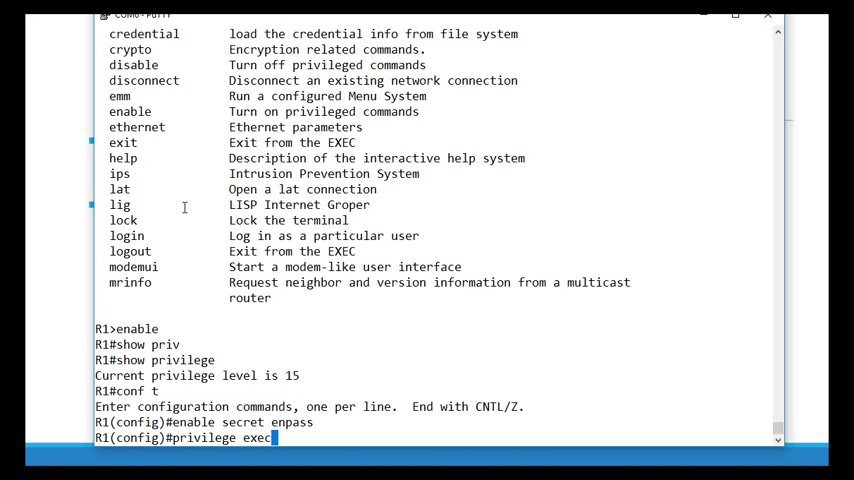 credential load the credential info from file system
crypto Encryption related commands.
disable Turn off privileged commands
disconnect Disconnect an existing network connection
emm Run a configured Menu System
enable Turn on privileged commands
ethernet Ethernet parameters
exit Exit from the EXEC
help Description of the interactive help system
ips Intrusion Prevention System
lat Open a lat connection
lig LISP Internet Groper
lock Lock the terminal
login Log in as a particular user
logout Exit from the EXEC
modemui Start a modem-like user interface
mrinfo Request neighbor and version information from a multicast
router
R1>enable
R1#show priv
R1#show privilege
Current privilege level is 15
R1#conf t
Enter configuration commands, one per line.  End with CNTL/Z.
R1(config)#enable secret enpass
R1(config)#privilege exec